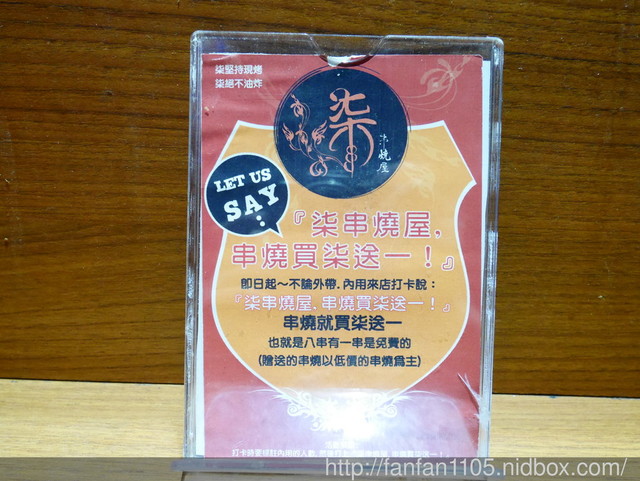 柒堅持現烤
柒絕不油炸
柒
串燒屋
LET US
SAY
:
『柒串燒屋,
串燒買柒送一！』
即日起～不論外帶.內用來店打卡說：
『柒串燒屋.串燒買柒送一！』
串燒就買柒送一
也就是八串有一串是免費的
(贈送的串燒以低價的串燒為主)
http://fanfan1105.nidbox.com/